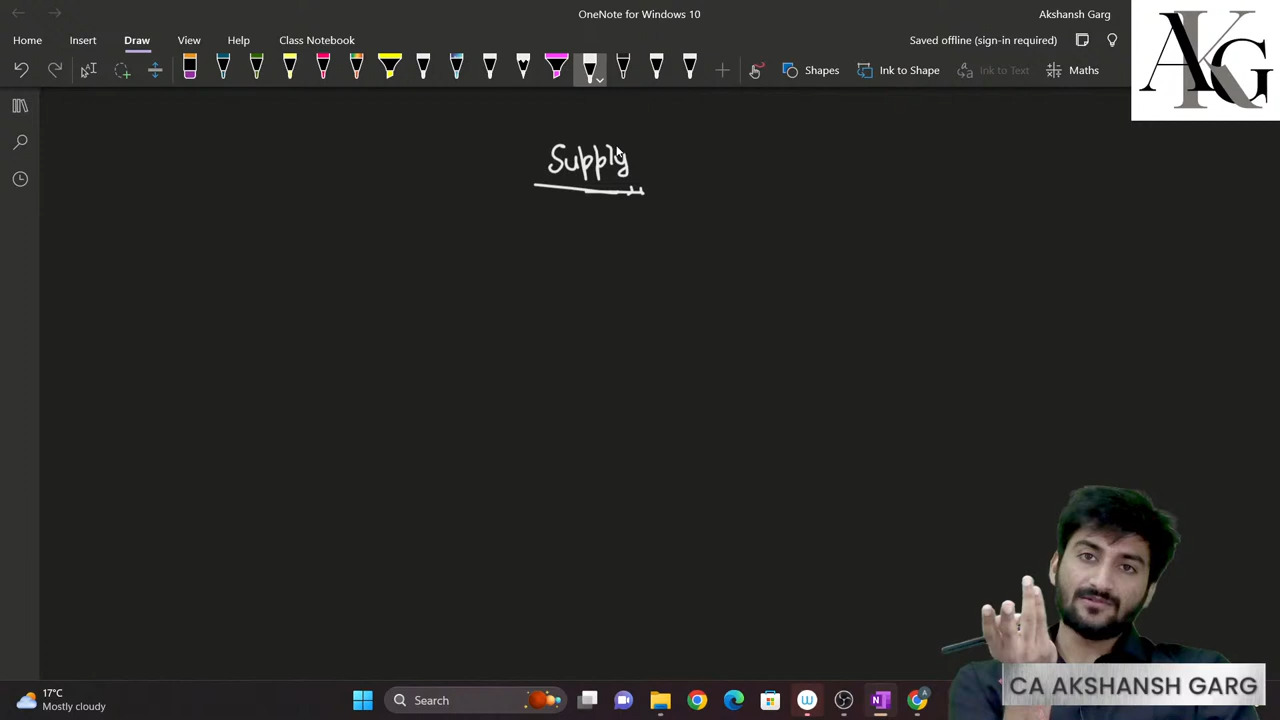 OneNote for Windows 10
Akshansh Garg
Home Insert Draw View Help Class Notebook
Saved offline (sign-in required)
Shapes Ink to Shape Ink to Text Maths
AKG
Supply
CA AKSHANSH GARG
17°C
Mostly cloudy
Search